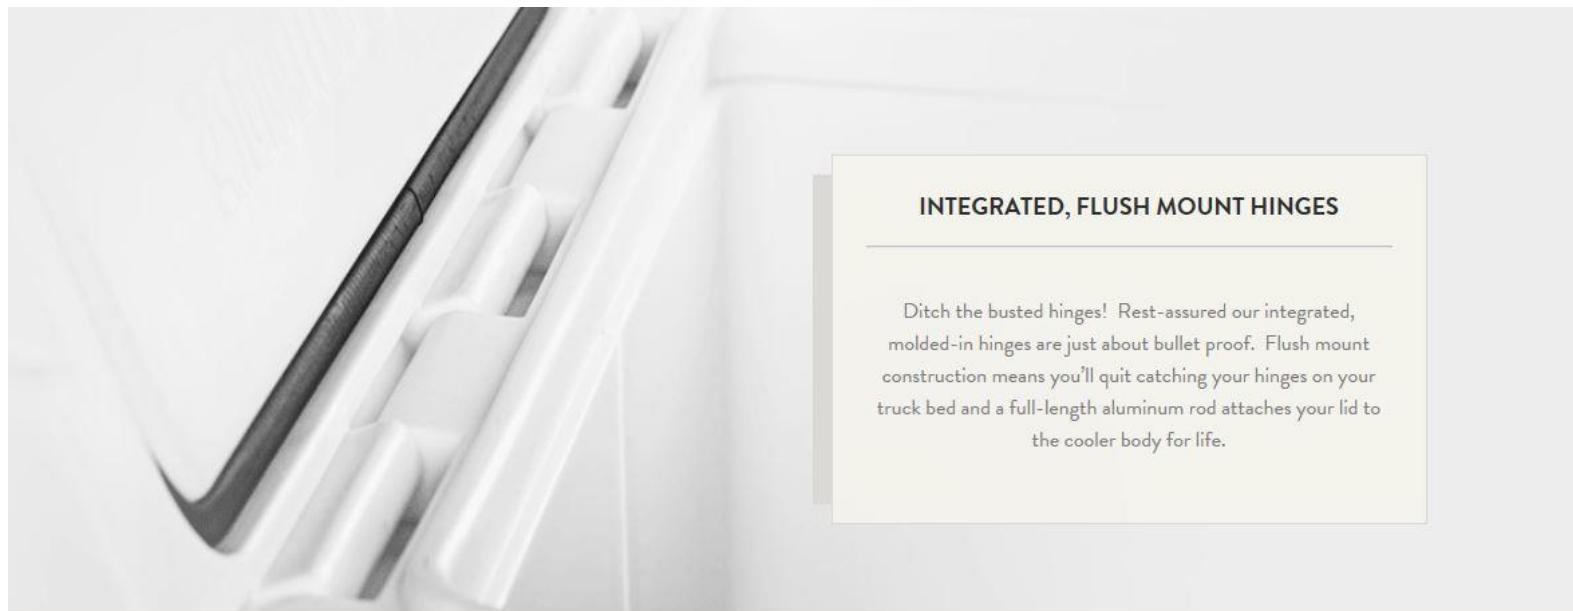 INTEGRATED, FLUSH MOUNT HINGES
Ditch the busted hinges!  Rest-assured our integrated,
molded-in hinges are just about bullet proof.  Flush mount
construction means you’ll quit catching your hinges on your
truck bed and a full-length aluminum rod attaches your lid to
the cooler body for life.